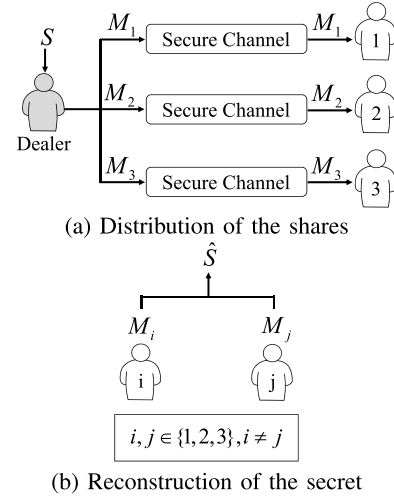 S
M₁ Secure Channel M₁ 1
M₂ Secure Channel M₂ 2
Dealer
M₃ Secure Channel M₃ 3
(a) Distribution of the shares
Ŝ
Mᵢ Mⱼ
i j
i, j ∈ {1,2,3}, i ≠ j
(b) Reconstruction of the secret